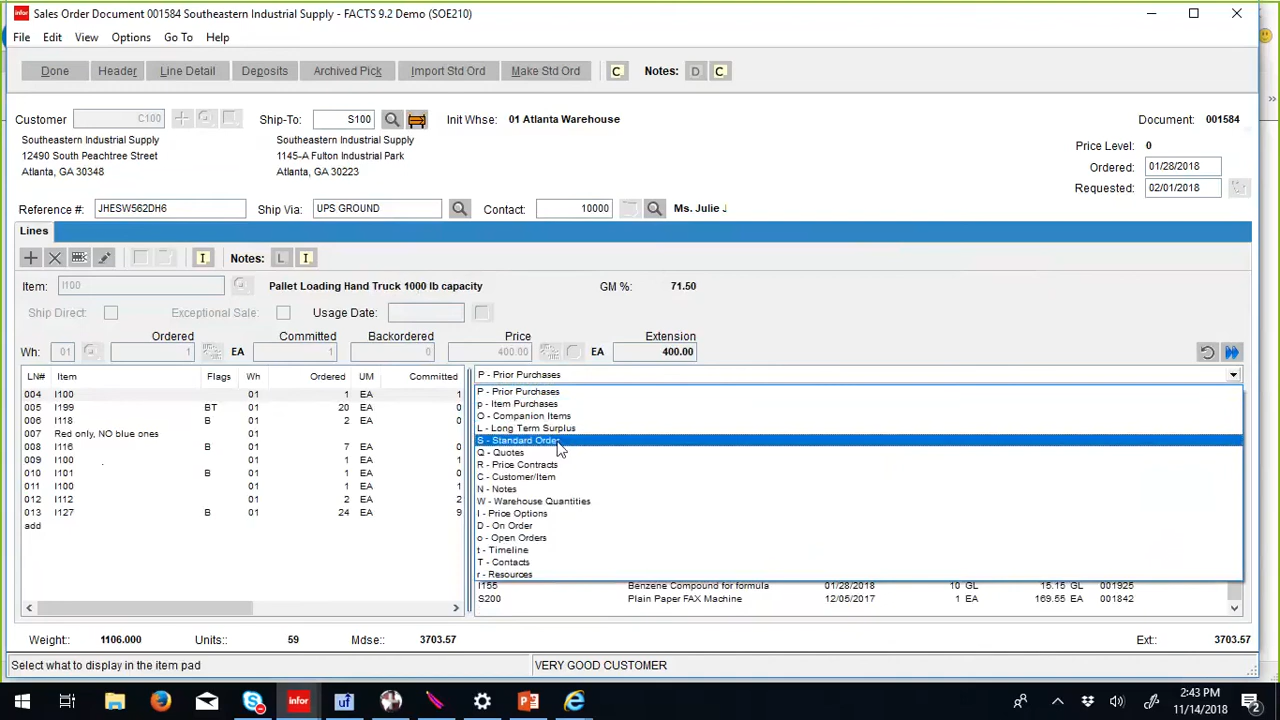 infor Sales Order Document 001584 Southeastern Industrial Supply - FACTS 9.2 Demo (SOE210)
File Edit View Options Go To Help
Done Header Line Detail Deposits Archived Pick Import Std Ord Make Std Ord C Notes: D C
Customer C100 Ship-To: S100 Init Whse: 01 Atlanta Warehouse Document: 001584
Southeastern Industrial Supply Southeastern Industrial Supply Price Level: 0
12490 South Peachtree Street 1145-A Fulton Industrial Park Ordered: 01/28/2018
Atlanta, GA 30348 Atlanta, GA 30223 Requested: 02/01/2018
Reference #: JHESW562DH6 Ship Via: UPS GROUND Contact: 10000 Ms. Julie J
Lines
I Notes: L I
Item: I100 Pallet Loading Hand Truck 1000 lb capacity GM %: 71.50
Ship Direct: Exceptional Sale: Usage Date:
Ordered Committed Backordered Price Extension
Wh: 01 1 EA 1 0 400.00 EA 400.00
LN# Item Flags Wh Ordered UM Committed
004 I100 01 1 EA 1
005 I199 BT 01 20 EA 0
006 I118 B 01 2 EA 0
007 Red only, NO blue ones
008 I116 B 01 7 EA 0
009 I100 01 1 EA 1
010 I101 B 01 1 EA 0
011 I100 01 1 EA 1
012 I112 01 2 EA 2
013 I127 B 01 24 EA 9
add
P - Prior Purchases
P - Prior Purchases
p - Item Purchases
O - Companion Items
L - Long Term Surplus
S - Standard Order
Q - Quotes
R - Price Contracts
C - Customer/Item
N - Notes
W - Warehouse Quantities
I - Price Options
D - On Order
o - Open Orders
t - Timeline
T - Contacts
r - Resources
I155 Benzene Compound for formula 01/28/2018 10 GL 15.15 GL 001925
S200 Plain Paper FAX Machine 12/05/2017 1 EA 169.55 EA 001842
Weight:: 1106.000 Units:: 59 Mdse:: 3703.57 Ext:: 3703.57
Select what to display in the item pad VERY GOOD CUSTOMER
infor uf 2:43 PM
11/14/2018 2